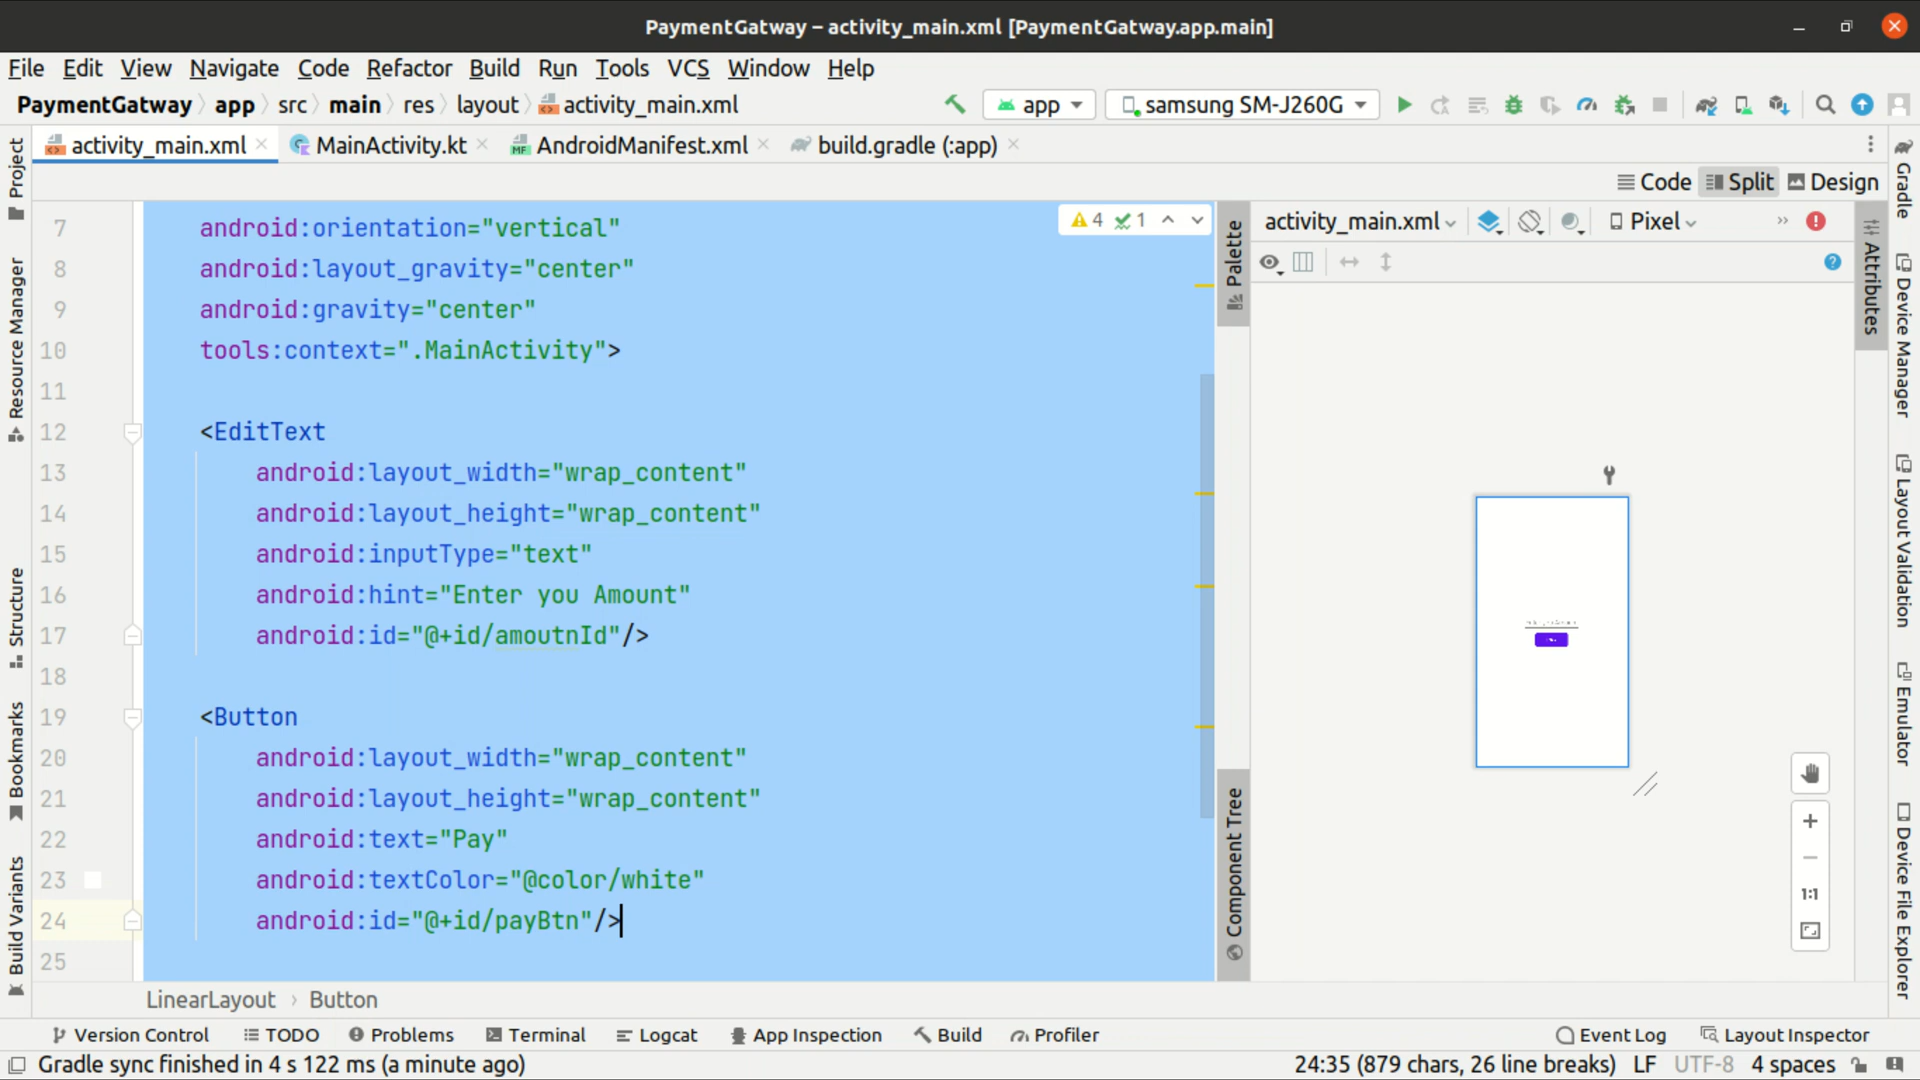 PaymentGatway – activity_main.xml [PaymentGatway.app.main]
File Edit View Navigate Code Refactor Build Run Tools VCS Window Help
PaymentGatway app src main res layout activity_main.xml app samsung SM-J260G
activity_main.xml MainActivity.kt AndroidManifest.xml build.gradle (:app)
Code Split Design
Project
Resource Manager
Structure
Bookmarks
Build Variants
7 android:orientation="vertical"
8 android:layout_gravity="center"
9 android:gravity="center"
10 tools:context=".MainActivity">
11
12 <EditText
13 android:layout_width="wrap_content"
14 android:layout_height="wrap_content"
15 android:inputType="text"
16 android:hint="Enter you Amount"
17 android:id="@+id/amoutnId"/>
18
19 <Button
20 android:layout_width="wrap_content"
21 android:layout_height="wrap_content"
22 android:text="Pay"
23 android:textColor="@color/white"
24 android:id="@+id/payBtn"/>
25
4 1
Palette
Component Tree
activity_main.xml Pixel
1:1
Attributes
Gradle
Device Manager
Layout Validation
Emulator
Device File Explorer
LinearLayout Button
Version Control TODO Problems Terminal Logcat App Inspection Build Profiler Event Log Layout Inspector
Gradle sync finished in 4 s 122 ms (a minute ago) 24:35 (879 chars, 26 line breaks) LF UTF-8 4 spaces